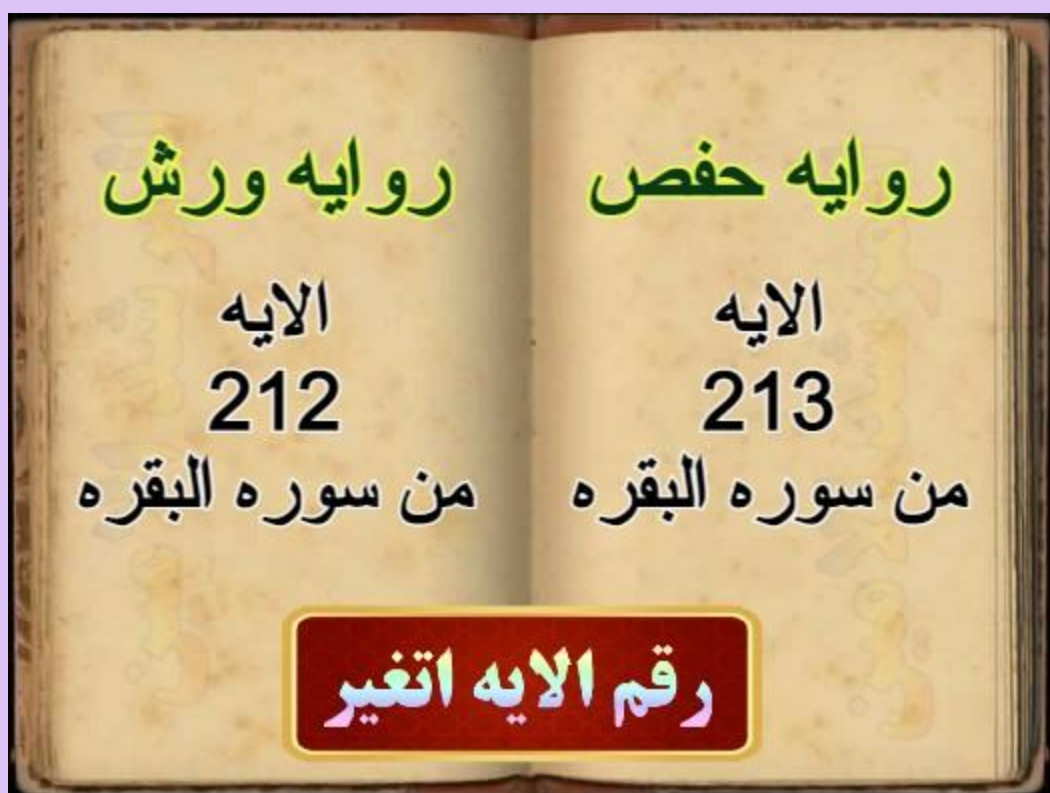 روايه حفص
الايه
213
من سوره البقره
روايه ورش
الايه
212
من سوره البقره
رقم الايه اتغير